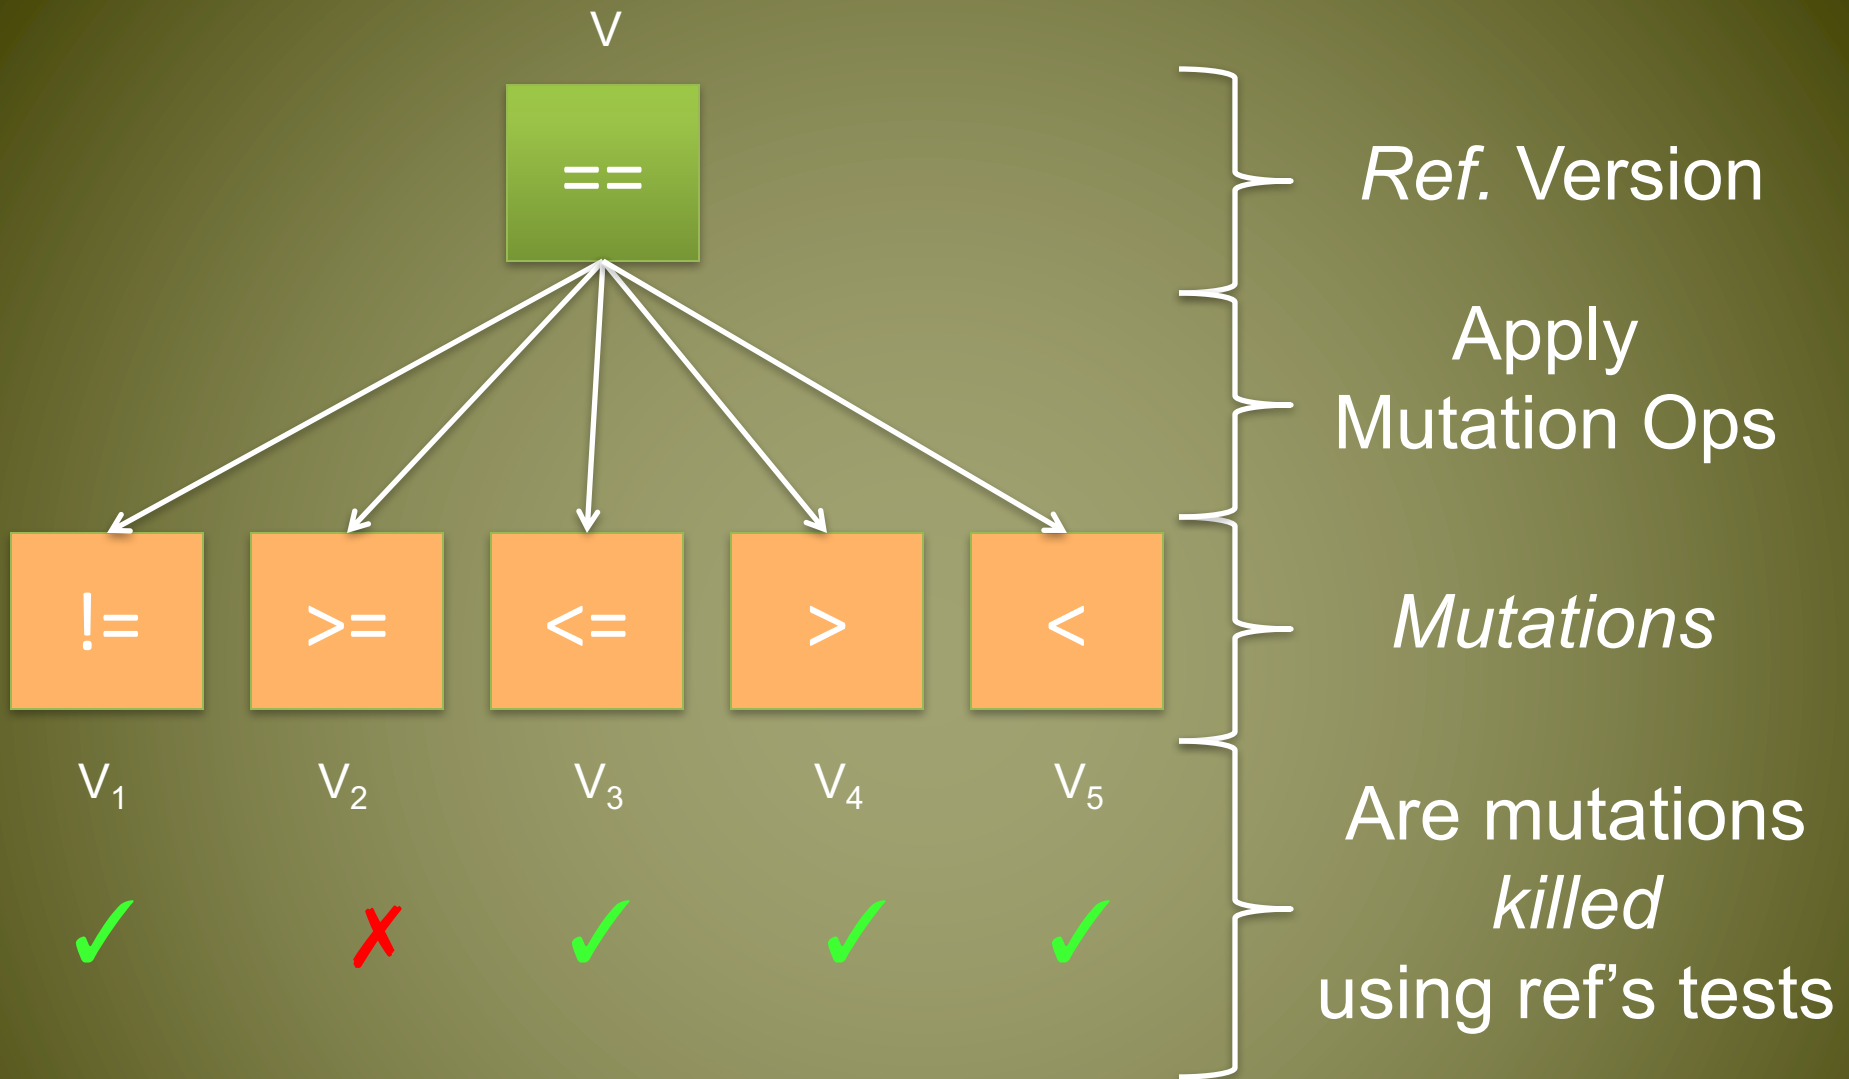 V
==
Ref. Version
Apply
Mutation Ops
!= >= <= > <
Mutations
V1 V2 V3 V4 V5
✓ ✗ ✓ ✓ ✓
Are mutations
killed
using ref’s tests